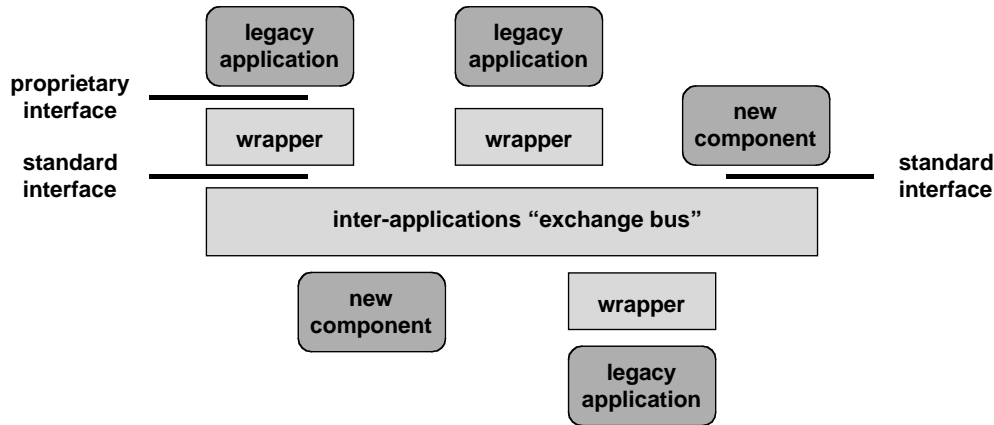 legacy
application
legacy
application
proprietary
interface
new
component
wrapper
wrapper
standard
interface
standard
interface
inter-applications “exchange bus”
new
component
wrapper
legacy
application